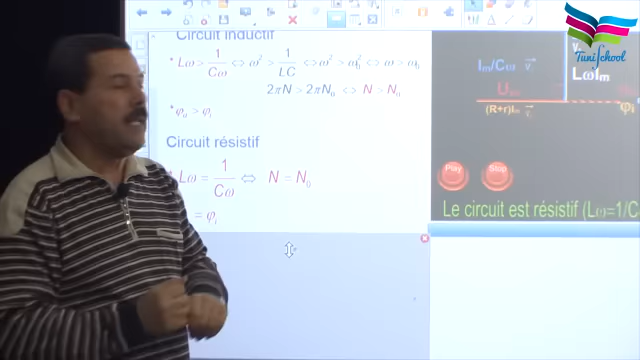 Circuit inductif
• Lω > 1/Cω ⇔ ω² > 1/LC ⇔ ω² > ω₀² ⇔ ω > ω₀
2πN > 2πN₀ ⇔ N > N₀
• φu > φi
Circuit résistif
Lω = 1/Cω ⇔ N = N₀
= φi
TuniSchool
Im/Cω
LωIm
Um
(R+r)Im
φi
Play
Stop
Le circuit est résistif (Lω=1/C